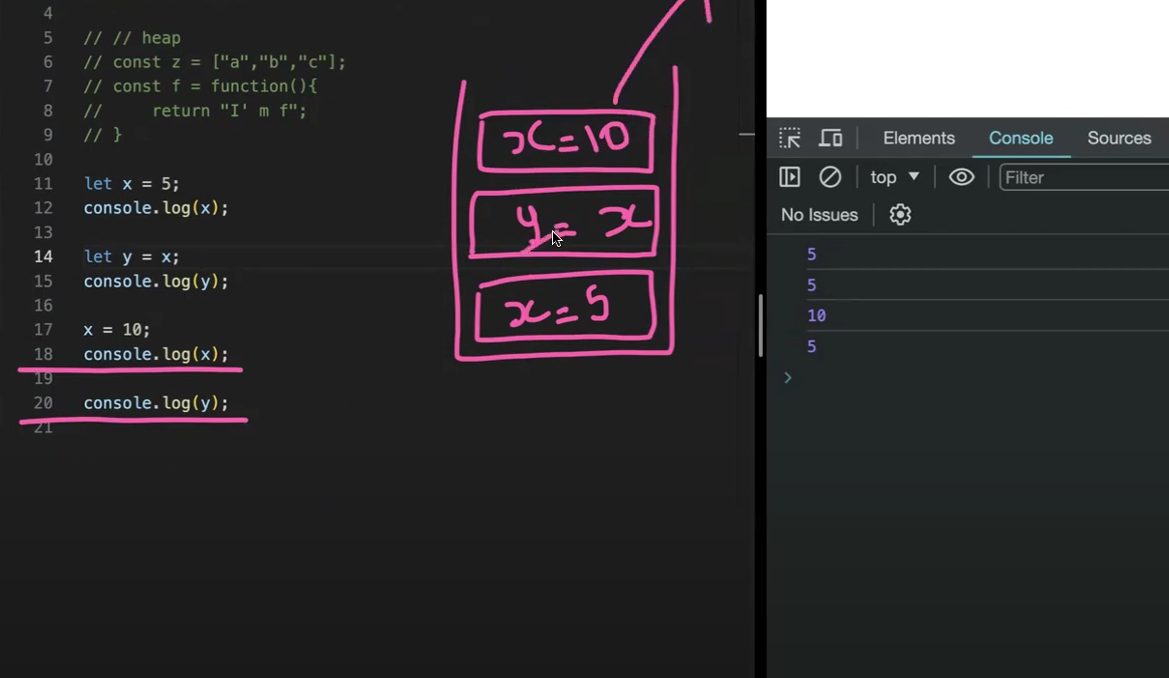 4
5 // // heap
6 // const z = ["a","b","c"];
7 // const f = function(){
8 //     return "I' m f";
9 // }
10
11 let x = 5;
12 console.log(x);
13
14 let y = x;
15 console.log(y);
16
17 x = 10;
18 console.log(x);
19
20 console.log(y);
21
x=10
y= x
x=5
Elements Console Sources
top Filter
No Issues
5
5
10
5
>